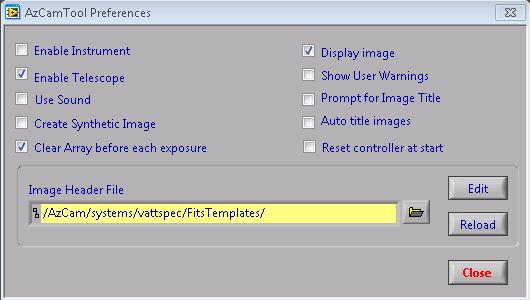 AzCamTool Preferences
Enable Instrument
Enable Telescope
Use Sound
Create Synthetic Image
Clear Array before each exposure
Display image
Show User Warnings
Prompt for Image Title
Auto title images
Reset controller at start
Image Header File
/AzCam/systems/vattspec/FitsTemplates/
Edit
Reload
Close